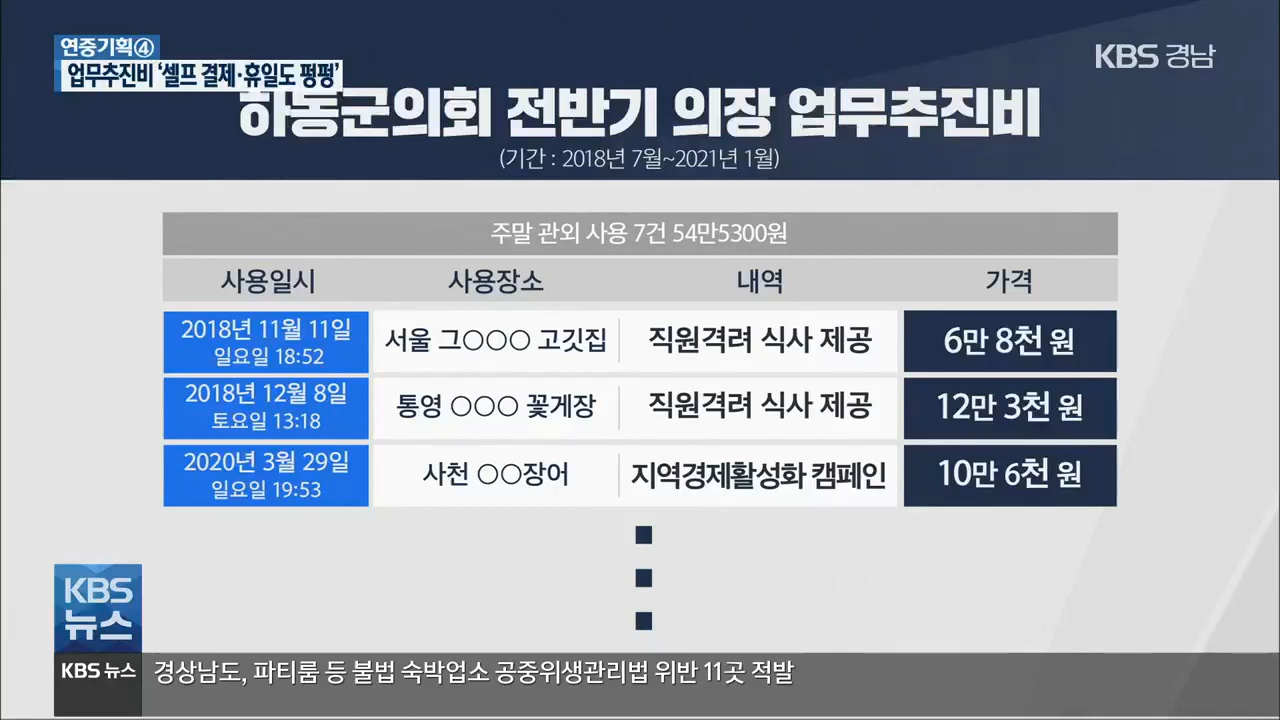 연중기획④
업무추진비 ‘셀프 결제·휴일도 펑펑’
KBS 경남
하동군의회 전반기 의장 업무추진비
(기간 : 2018년 7월~2021년 1월)
주말 관외 사용 7건 54만5300원
사용일시 사용장소 내역 가격
2018년 11월 11일
일요일 18:52
서울 그○○○ 고깃집
직원격려 식사 제공
6만 8천 원
2018년 12월 8일
토요일 13:18
통영 ○○○ 꽃게장
직원격려 식사 제공
12만 3천 원
2020년 3월 29일
일요일 19:53
사천 ○○장어
지역경제활성화 캠페인
10만 6천 원
KBS
뉴스
KBS 뉴스 경상남도, 파티룸 등 불법 숙박업소 공중위생관리법 위반 11곳 적발